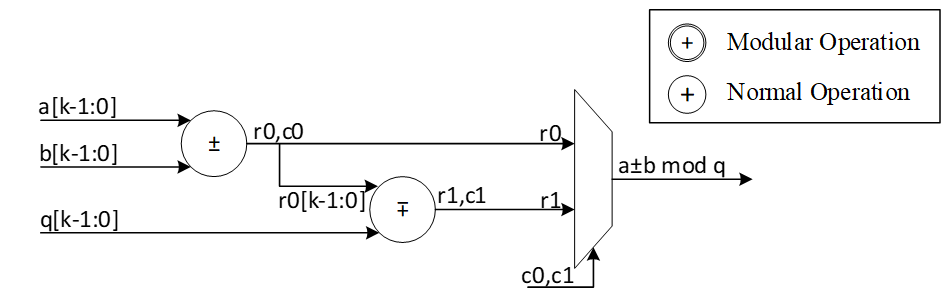 + Modular Operation
+ Normal Operation
a[k-1:0]
b[k-1:0]
±
r0,c0
r0
r0[k-1:0]
∓
r1,c1
r1
q[k-1:0]
a±b mod q
c0,c1